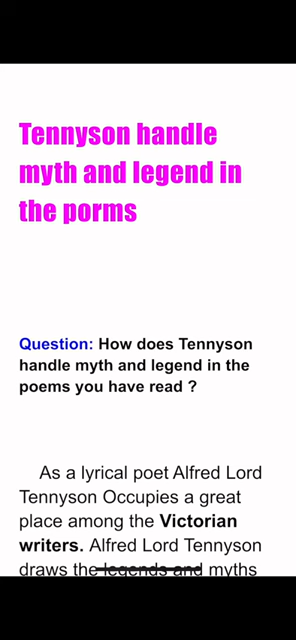 Tennyson handle
myth and legend in
the porms
Question: How does Tennyson
handle myth and legend in the
poems you have read ?
As a lyrical poet Alfred Lord
Tennyson Occupies a great
place among the Victorian
writers. Alfred Lord Tennyson
draws the legends and myths